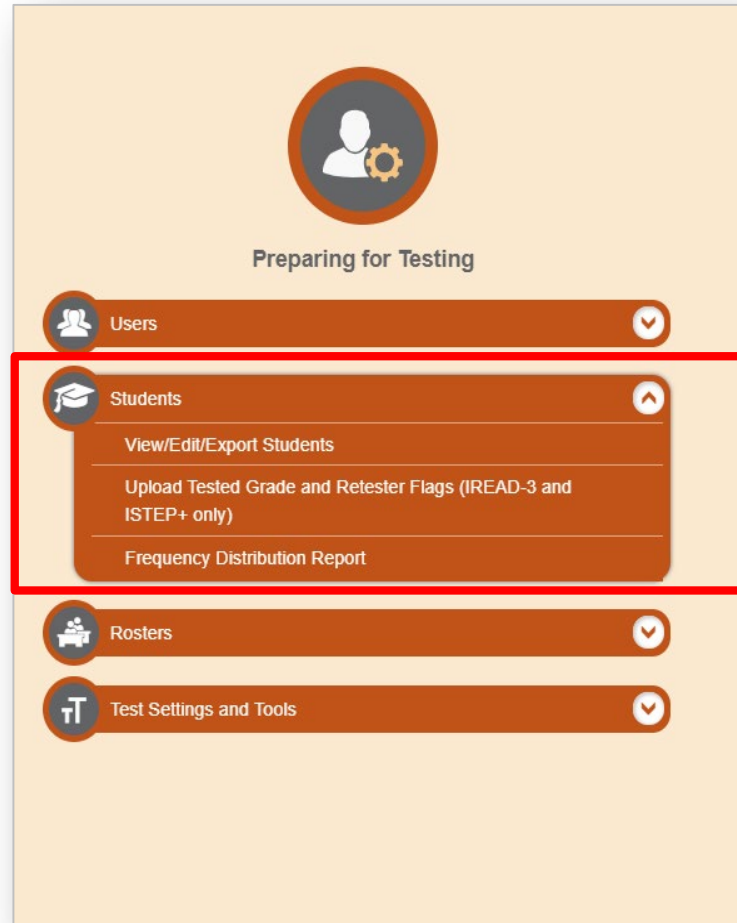 Preparing for Testing
Users
Students
View/Edit/Export Students
Upload Tested Grade and Retester Flags (IREAD-3 and
ISTEP+ only)
Frequency Distribution Report
Rosters
TT Test Settings and Tools